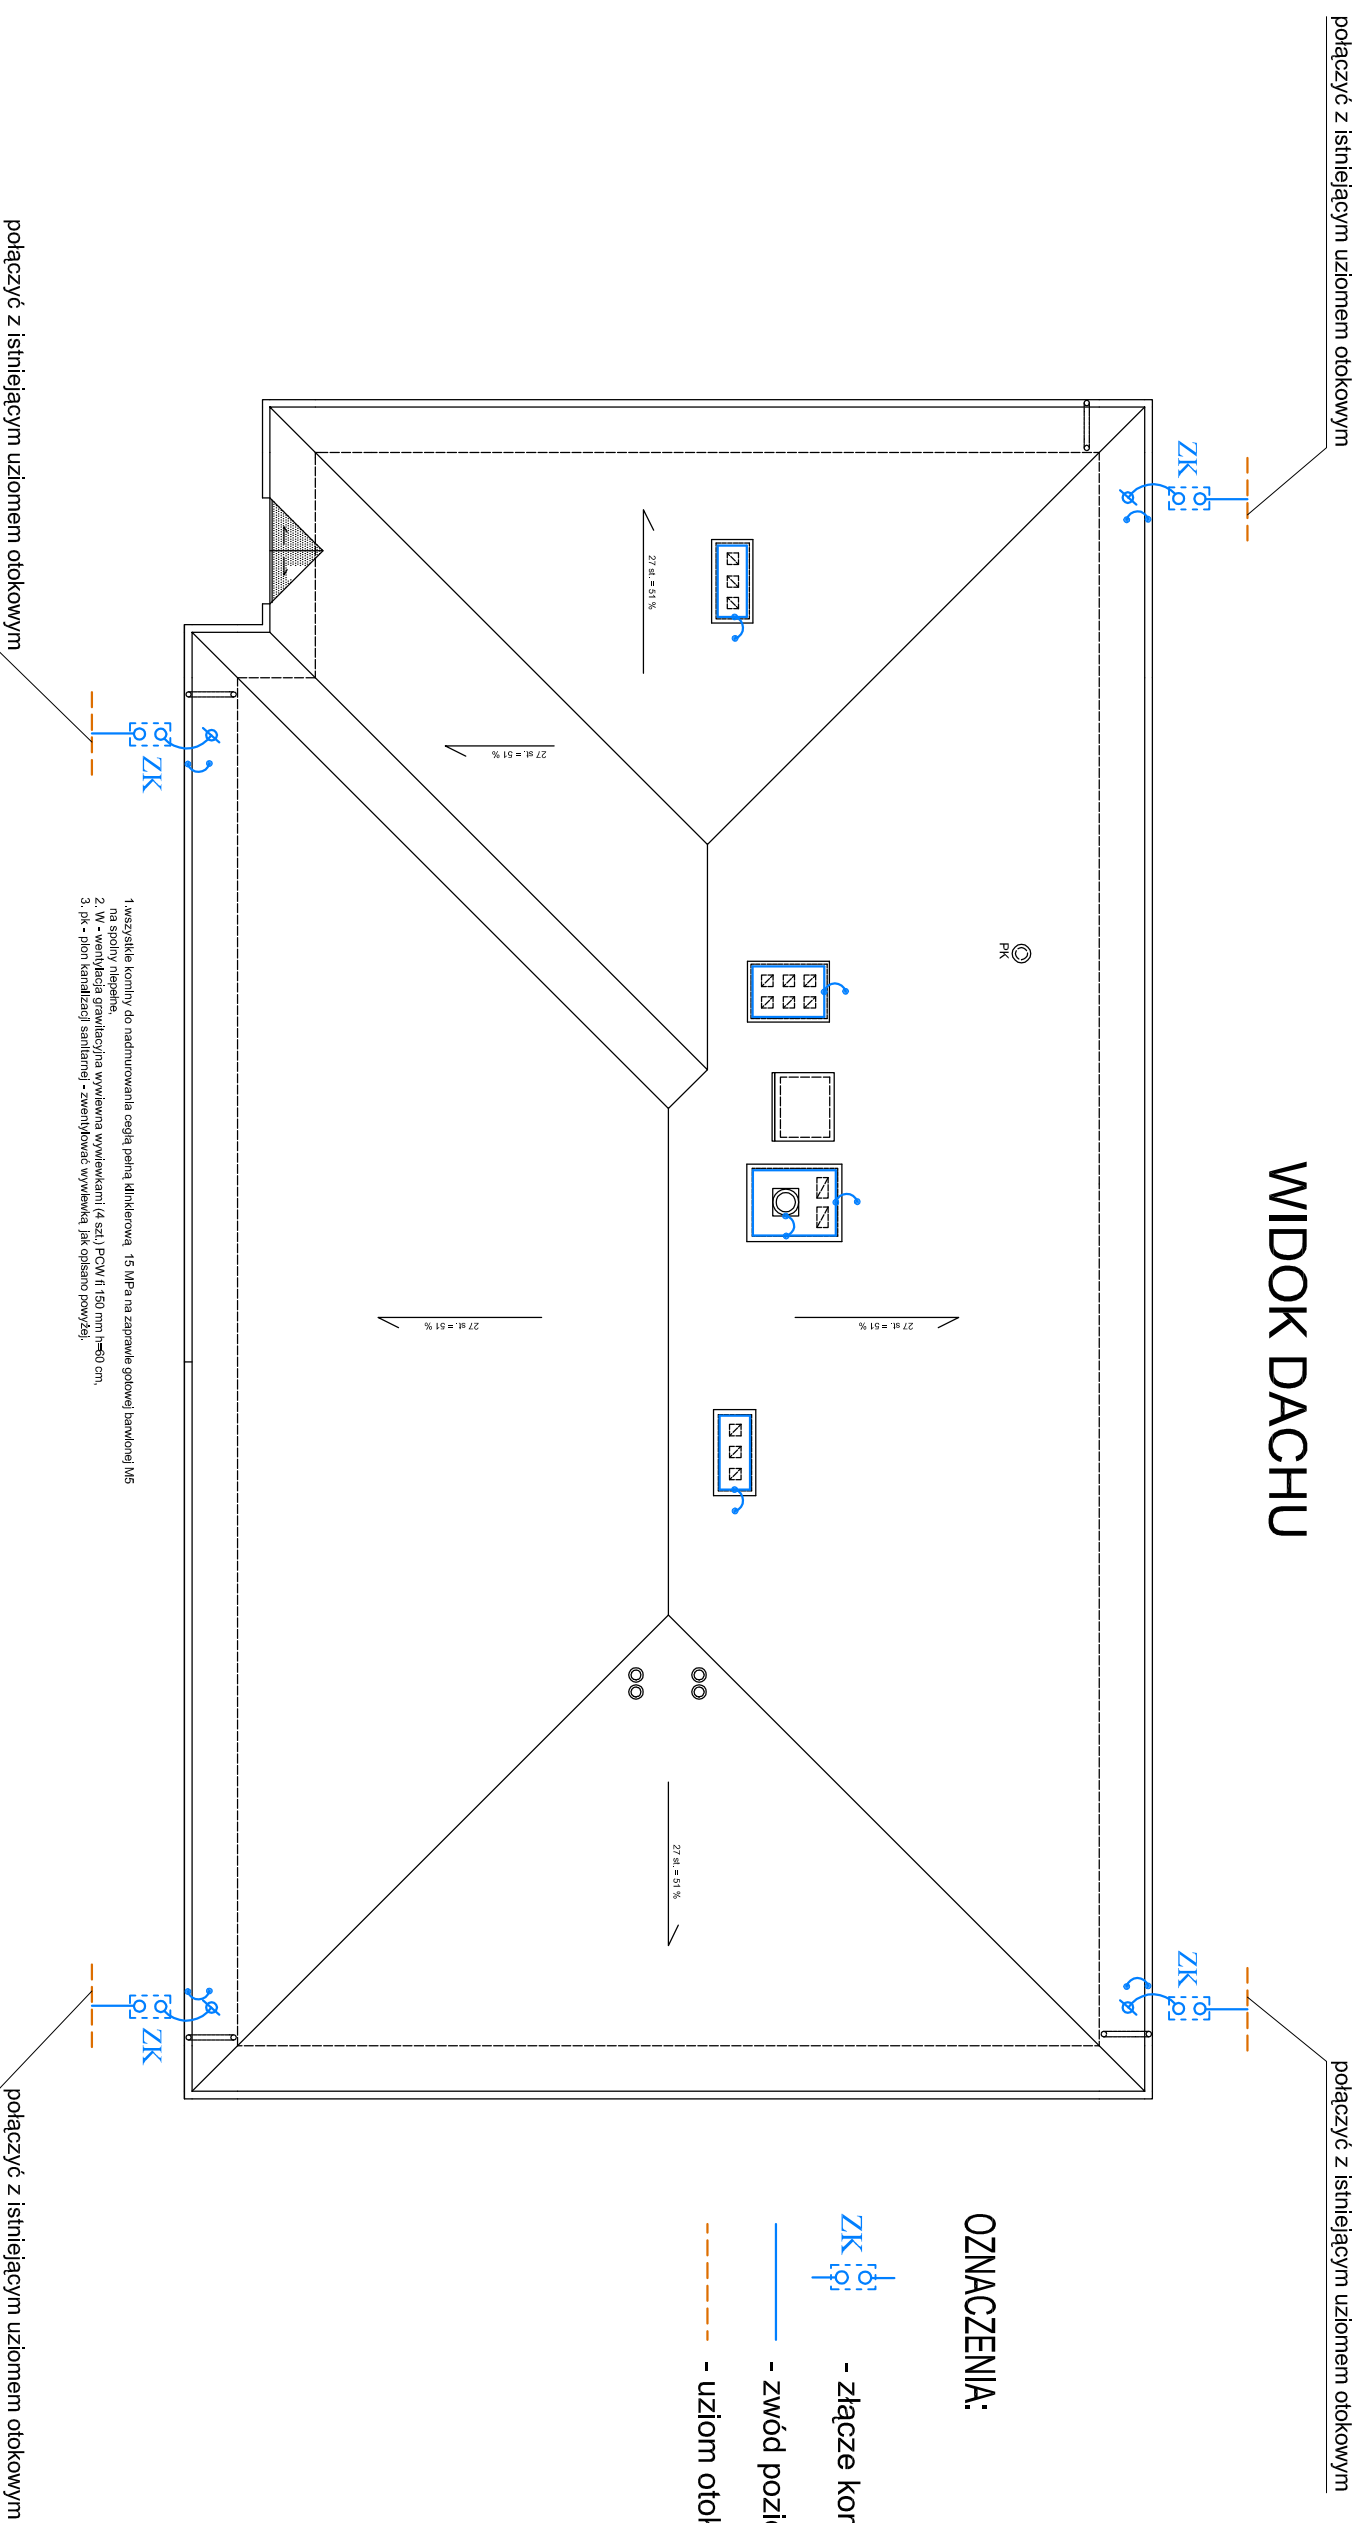 WIDOK DACHU
połączyć z istniejącym uziomem otokowym
połączyć z istniejącym uziomem otokowym
ZK
ZK
PK
27 st. = 51 %
27 st. = 51 %
27 st. = 51 %
27 st. = 51 %
27 st. = 51 %
ZK
ZK
1.wszystkie kominy do nadmurowania cegłą pełną klinklerową 15 MPa na zaprawie gotowej barwionej M5
na spoiny niepełne,
2. W - wentylacja grawitacyjna wywiewna wywiewkami (4 szt.) PCW fi 150 mm h=60 cm,
3. pk - pion kanalizacji sanitarnej - zwentylować wywiewką jak opisano powyżej.
połączyć z istniejącym uziomem otokowym
połączyć z istniejącym uziomem otokowym
OZNACZENIA:
ZK - złącze
- zwód
- uziom